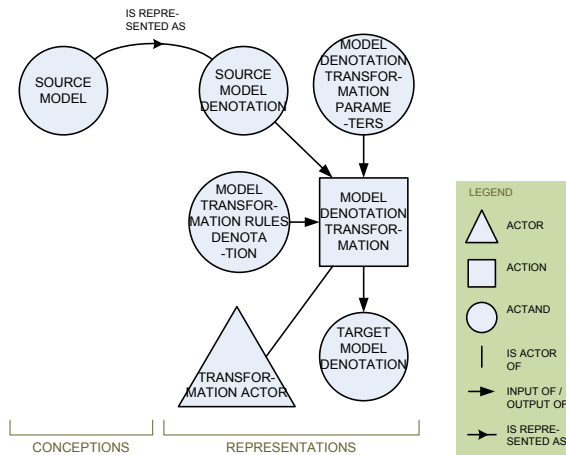 IS REPRE-
SENTED AS
SOURCE
MODEL
SOURCE
MODEL
DENOTATION
MODEL
DENOTATION
TRANSFOR-
MATION
PARAME
-TERS
MODEL
TRANSFOR-
MATION RULES
DENOTA
-TION
MODEL
DENOTATION
TRANSFOR-
MATION
TRANSFOR-
MATION ACTOR
TARGET
MODEL
DENOTATION
CONCEPTIONS
REPRESENTATIONS
LEGEND
ACTOR
ACTION
ACTAND
IS ACTOR
OF
INPUT OF /
OUTPUT OF
IS REPRE-
SENTED AS